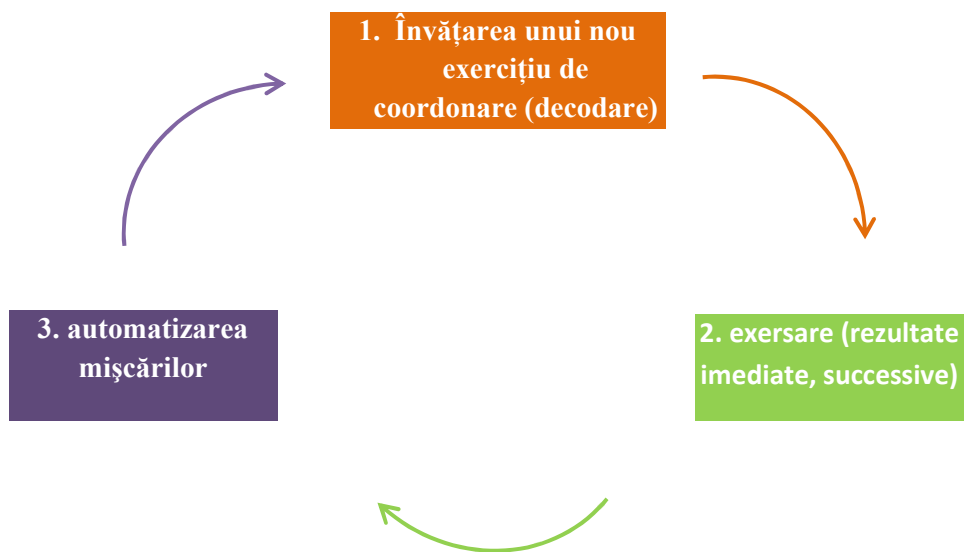 1. Învățarea unui nou
exercițiu de
coordonare (decodare)
2. exersare (rezultate
imediate, successive)
3. automatizarea
mişcărilor